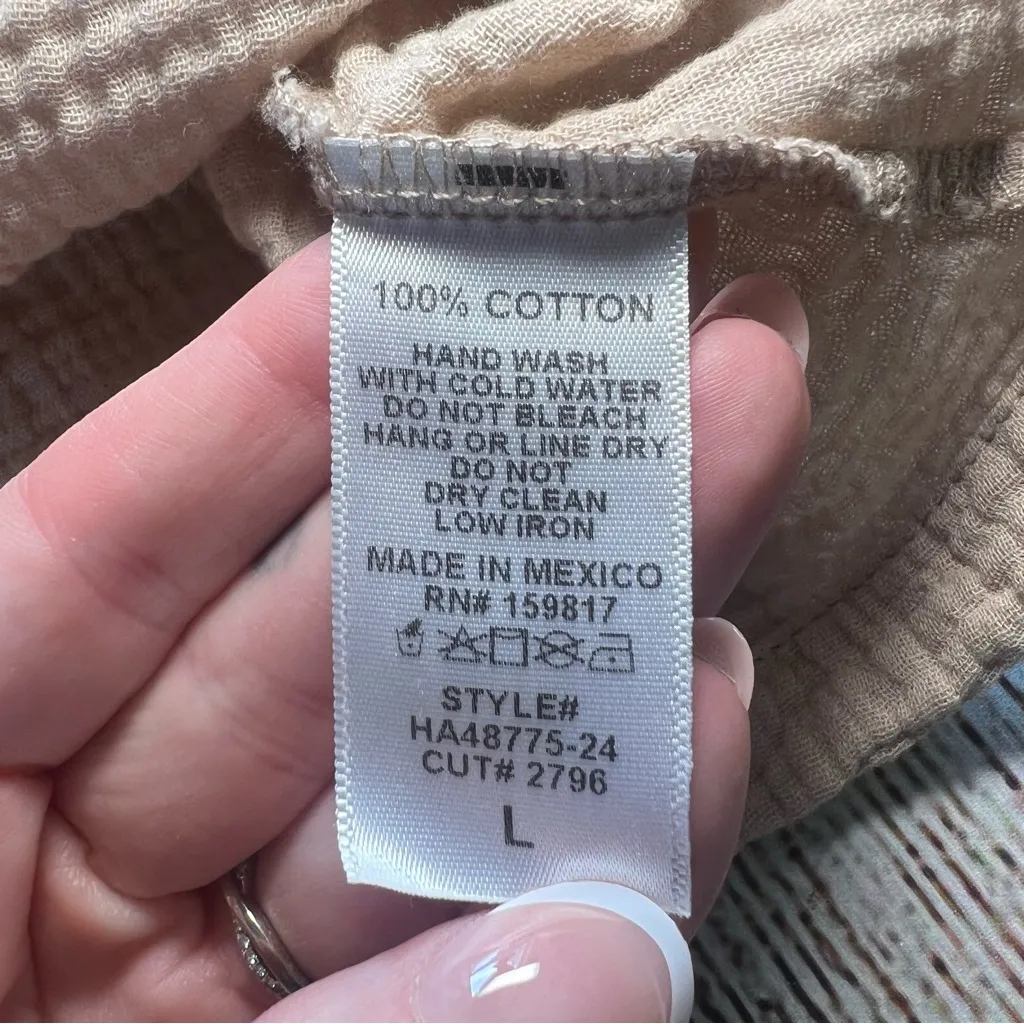 100% COTTON
HAND WASH
WITH COLD WATER
DO NOT BLEACH
HANG OR LINE DRY
DO NOT
DRY CLEAN
LOW IRON
MADE IN MEXICO
RN# 159817
STYLE#
HA48775-24
CUT# 2796
L